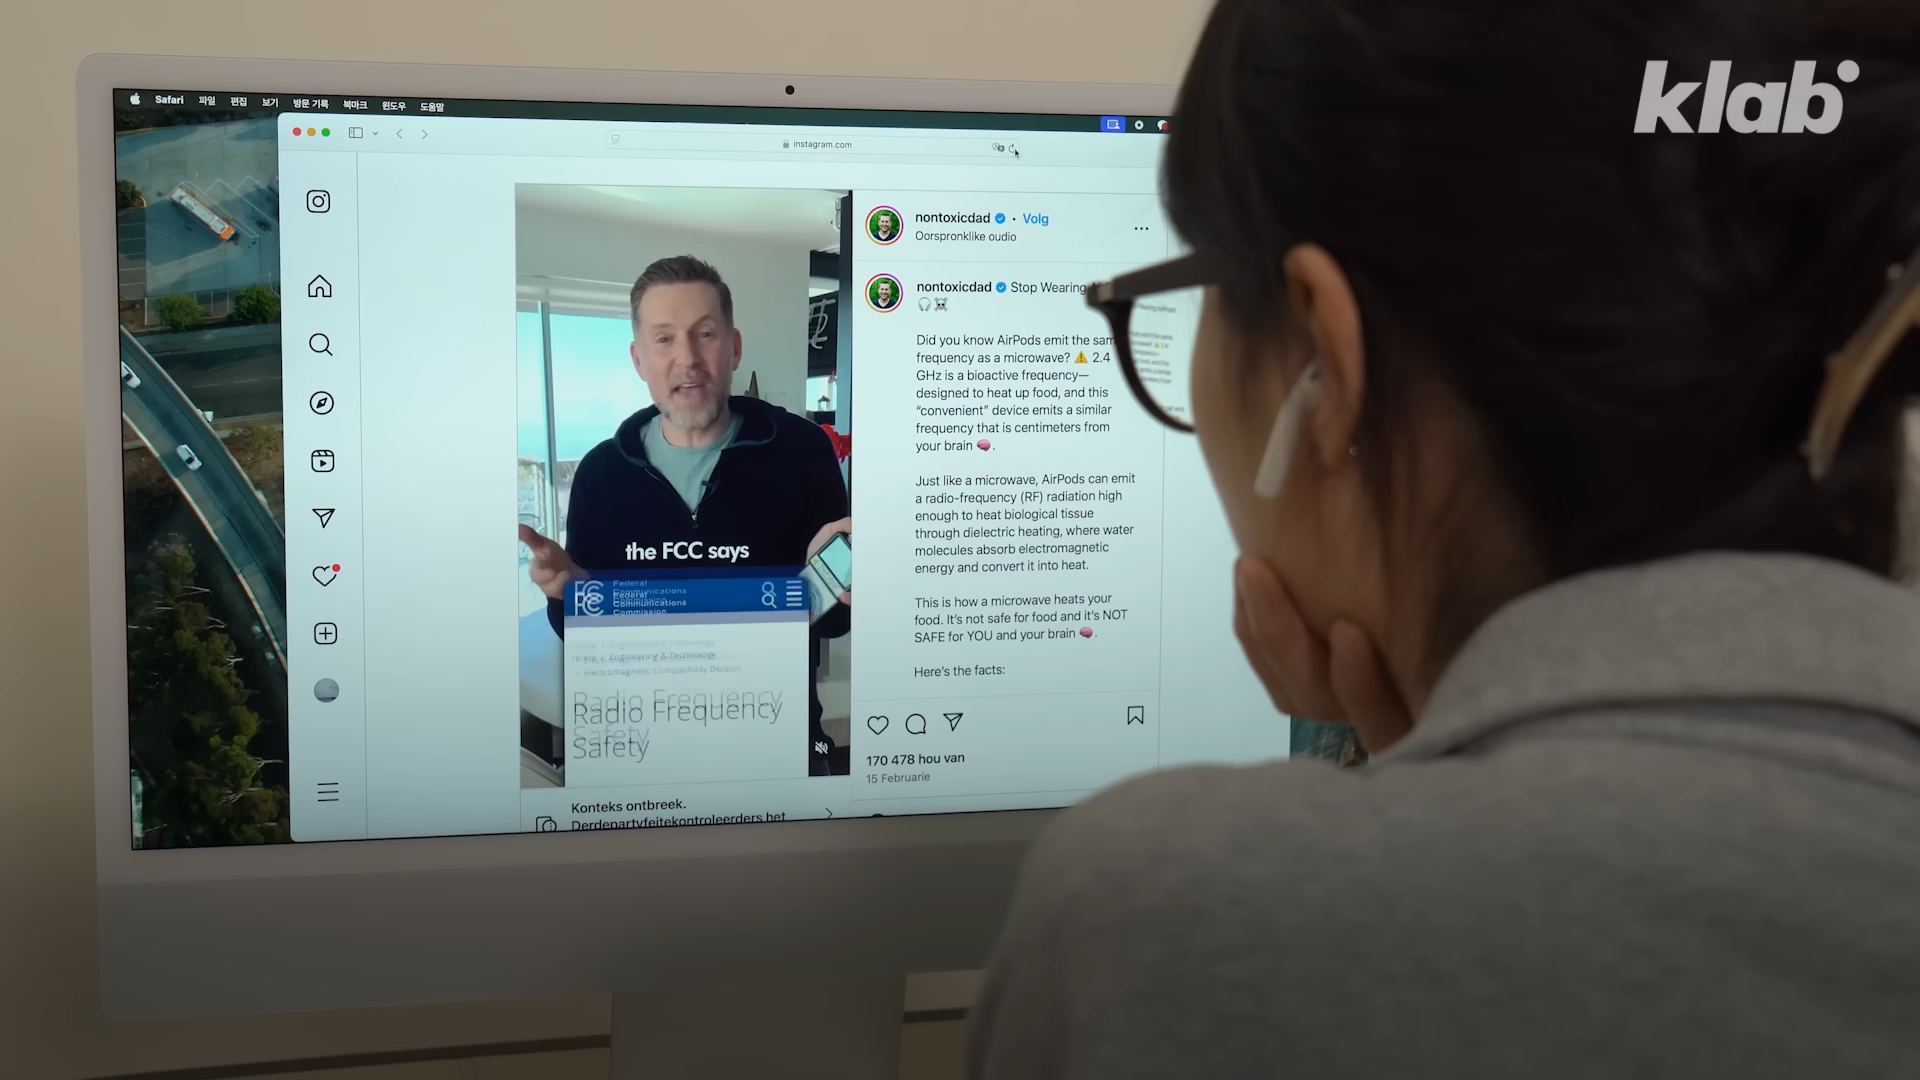 klab
Safari 파일 편집 보기 방문 기록 북마크 윈도우 도움말
instagram.com
nontoxicdad · Volg
Oorspronklike oudio
nontoxicdad Stop Wearing
🎧☠️
Did you know AirPods emit the sam
frequency as a microwave? ⚠️ 2.4
GHz is a bioactive frequency—
designed to heat up food, and this
“convenient” device emits a similar
frequency that is centimeters from
your brain 🧠.
Just like a microwave, AirPods can emit
a radio-frequency (RF) radiation high
enough to heat biological tissue
through dielectric heating, where water
molecules absorb electromagnetic
energy and convert it into heat.
This is how a microwave heats your
food. It’s not safe for food and it’s NOT
SAFE for YOU and your brain 🧠.
Here’s the facts:
170 478 hou van
15 Februarie
the FCC says
FCC Federal
Communications
Commission
Radio Frequency
Safety
Konteks ontbreek.
Derdepartyfeitekontroleerders het